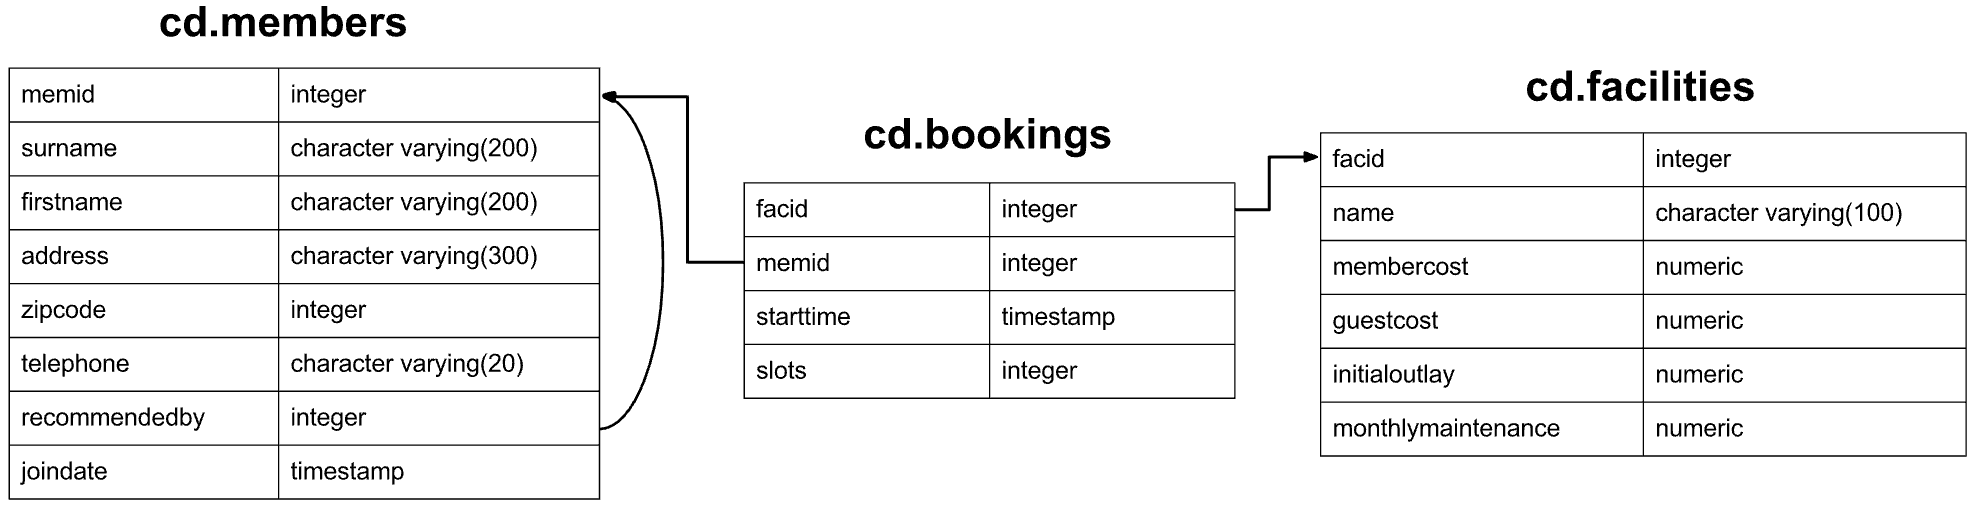 cd.members
memid integer
surname character varying(200)
firstname character varying(200)
address character varying(300)
zipcode integer
telephone character varying(20)
recommendedby integer
joindate timestamp
cd.bookings
facid integer
memid integer
starttime timestamp
slots integer
cd.facilities
facid integer
name character varying(100)
membercost numeric
guestcost numeric
initialoutlay numeric
monthlymaintenance numeric